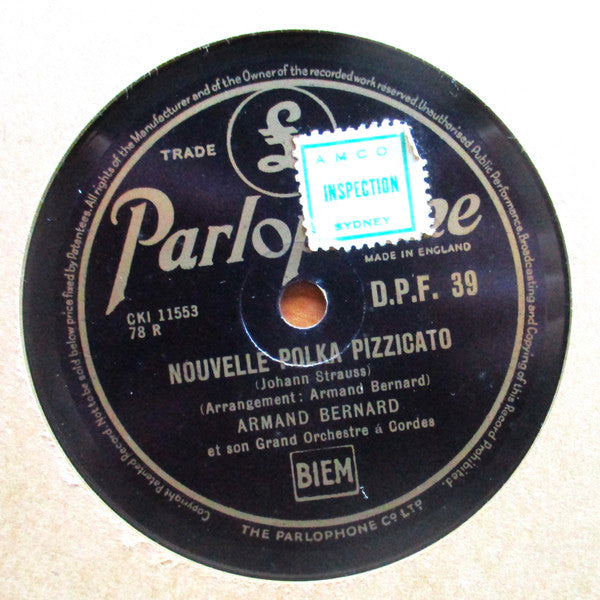 All rights of the Manufacturer and of the Owner of the recorded work reserved. Unauthorised Public Performance, Broadcasting and Copying of this Record Prohibited.
Copyright Patented Record. Not to be sold below price fixed by Patentees.
£
TRADE
AMCO
INSPECTION
SYDNEY
Parlop ne
MADE IN ENGLAND
CKI 11553
78 R
D.P.F. 39
NOUVELLE POLKA PIZZICATO
(Johann Strauss)
(Arrangement: Armand Bernard)
ARMAND BERNARD
et son Grand Orchestre á Cordes
BIEM
THE PARLOPHONE Co LTD